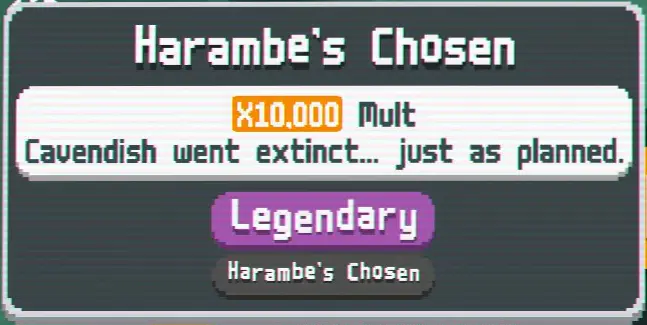 Harambe's Chosen
X10,000 Mult
Cavendish went extinct... just as planned.
Legendary
Harambe's Chosen